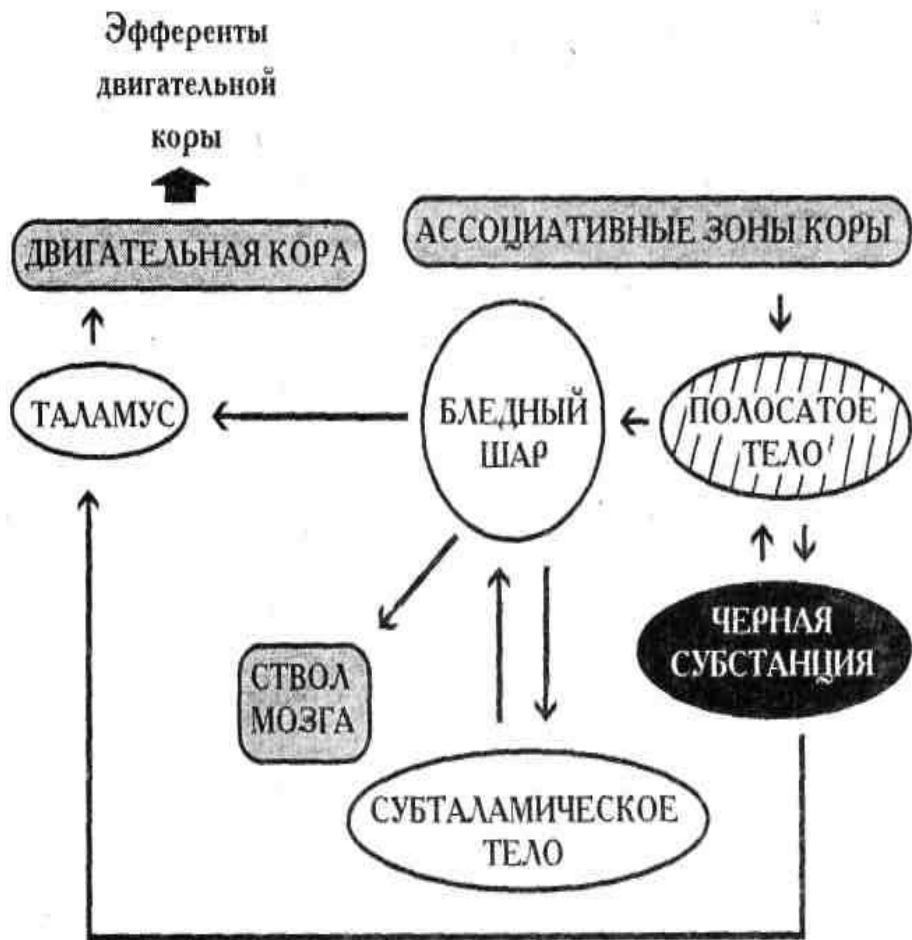 Эфференты
двигательной
коры
ДВИГАТЕЛЬНАЯ КОРА
АССОЦИАТИВНЫЕ ЗОНЫ КОРЫ
ТАЛАМУС
БЛЕДНЫЙ
ШАР
ПОЛОСАТОЕ
ТЕЛО
ЧЕРНАЯ
СУБСТАНЦИЯ
СТВОЛ
МОЗГА
СУБТАЛАМИЧЕСКОЕ
ТЕЛО